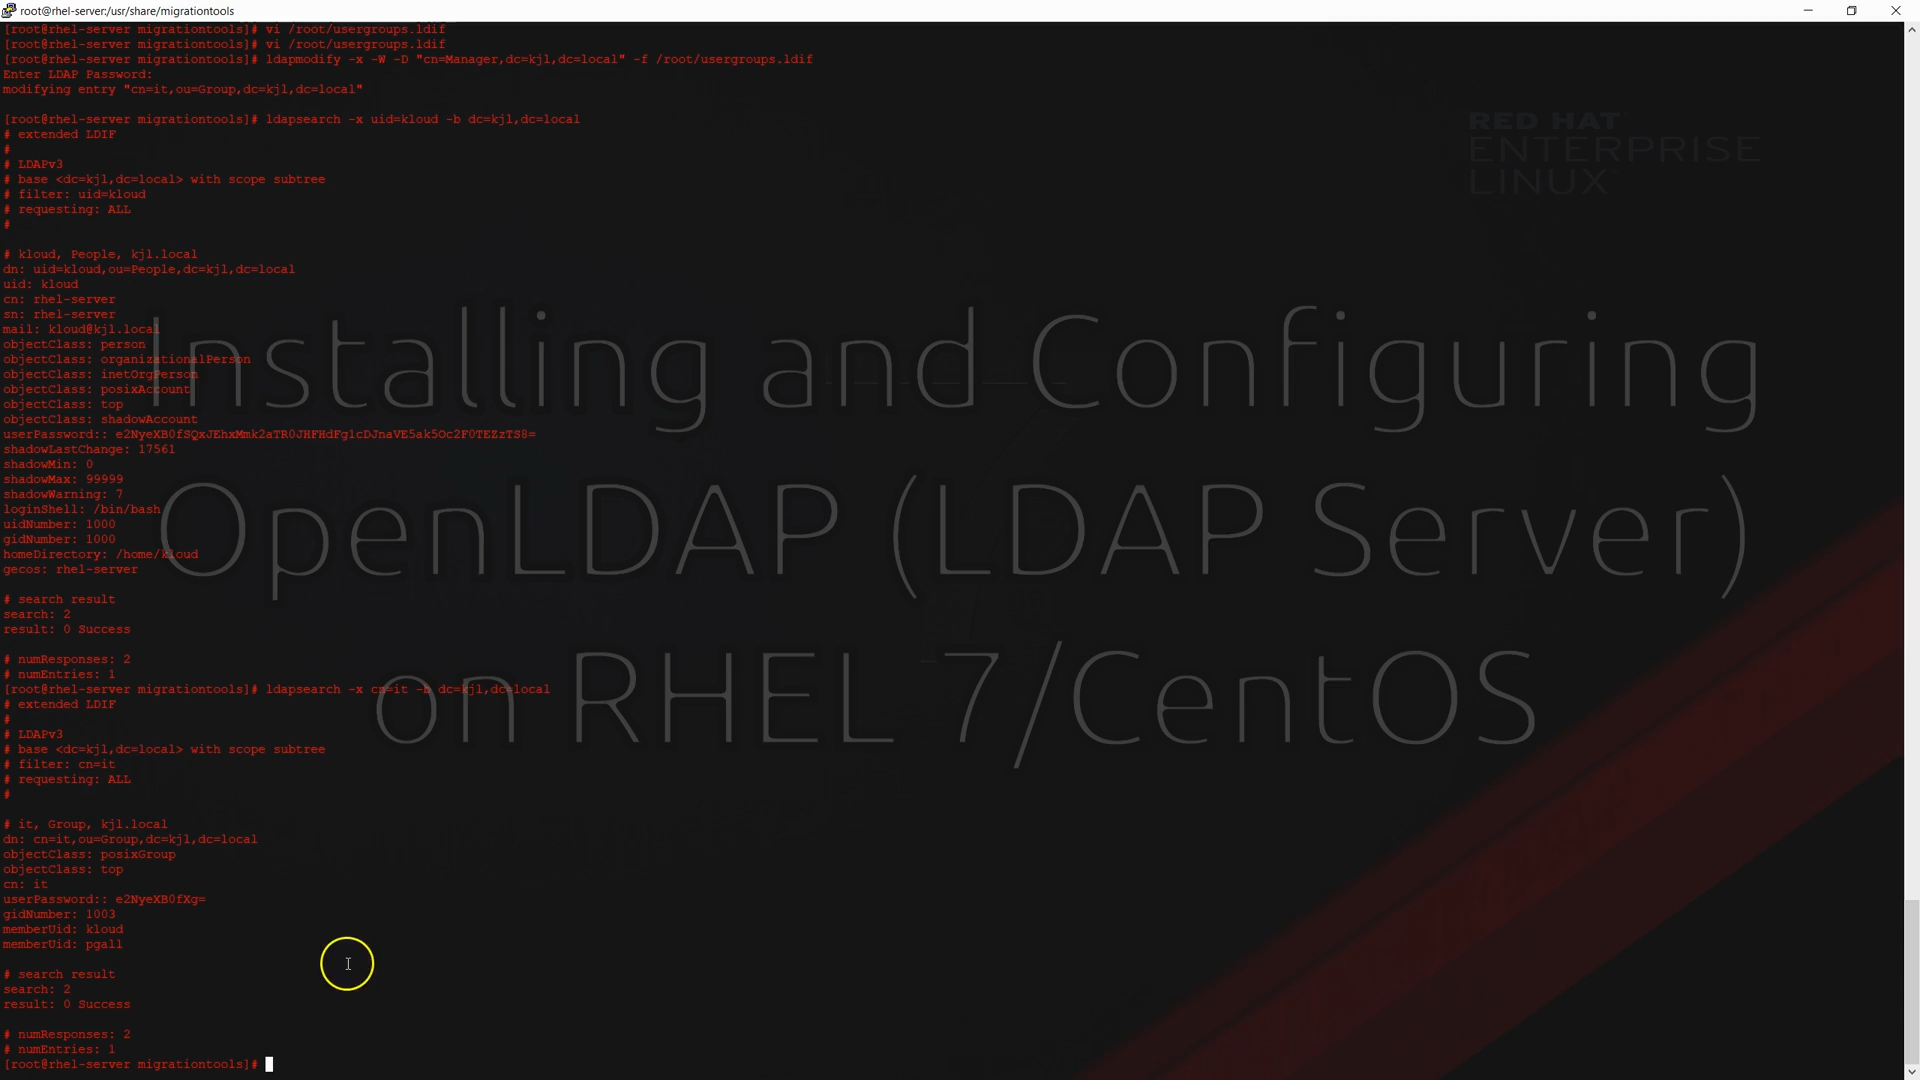 root@rhel-server:/usr/share/migrationtools
[root@rhel-server migrationtools]# vi /root/usergroups.ldif
[root@rhel-server migrationtools]# vi /root/usergroups.ldif
[root@rhel-server migrationtools]# ldapmodify -x -W -D "cn=Manager,dc=kjl,dc=local" -f /root/usergroups.ldif
Enter LDAP Password:
modifying entry "cn=it,ou=Group,dc=kjl,dc=local"
[root@rhel-server migrationtools]# ldapsearch -x uid=kloud -b dc=kjl,dc=local
# extended LDIF
#
# LDAPv3
# base <dc=kjl,dc=local> with scope subtree
# filter: uid=kloud
# requesting: ALL
#
# kloud, People, kjl.local
dn: uid=kloud,ou=People,dc=kjl,dc=local
uid: kloud
cn: rhel-server
sn: rhel-server
mail: kloud@kjl.local
objectClass: person
objectClass: organizationalPerson
objectClass: inetOrgPerson
objectClass: posixAccount
objectClass: top
objectClass: shadowAccount
userPassword::
shadowLastChange: 17561
shadowMin: 0
shadowMax: 99999
shadowWarning: 7
loginShell: /bin/bash
uidNumber: 1000
gidNumber: 1000
homeDirectory: /home/kloud
gecos: rhel-server
# search result
search: 2
result: 0 Success
# numResponses: 2
# numEntries: 1
[root@rhel-server migrationtools]# ldapsearch -x cn=it -b dc=kjl,dc=local
# extended LDIF
#
# LDAPv3
# base <dc=kjl,dc=local> with scope subtree
# filter: cn=it
# requesting: ALL
#
# it, Group, kjl.local
dn: cn=it,ou=Group,dc=kjl,dc=local
objectClass: posixGroup
objectClass: top
cn: it
userPassword:: e2NyeXB0fXg=
gidNumber: 1003
memberUid: kloud
memberUid: pgall
# search result
search: 2
result: 0 Success
# numResponses: 2
# numEntries: 1
[root@rhel-server migrationtools]#
RED HAT
ENTERPRISE
LINUX
Installing and Configuring
OpenLDAP (LDAP Server)
on RHEL 7/CentOS